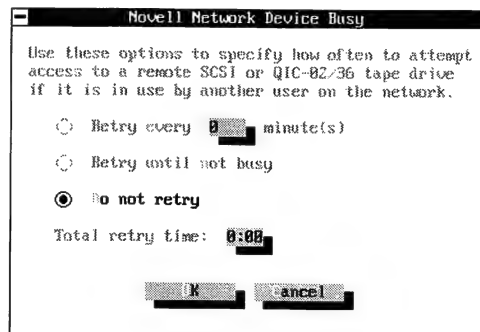 Novell Network Device Busy
Use these options to specify how often to attempt
access to a remote SCSI or QIC-02/36 tape drive
if it is in use by another user on the network.
Retry every 0 minute(s)
Retry until not busy
Do not retry
Total retry time: 0:00
OK Cancel